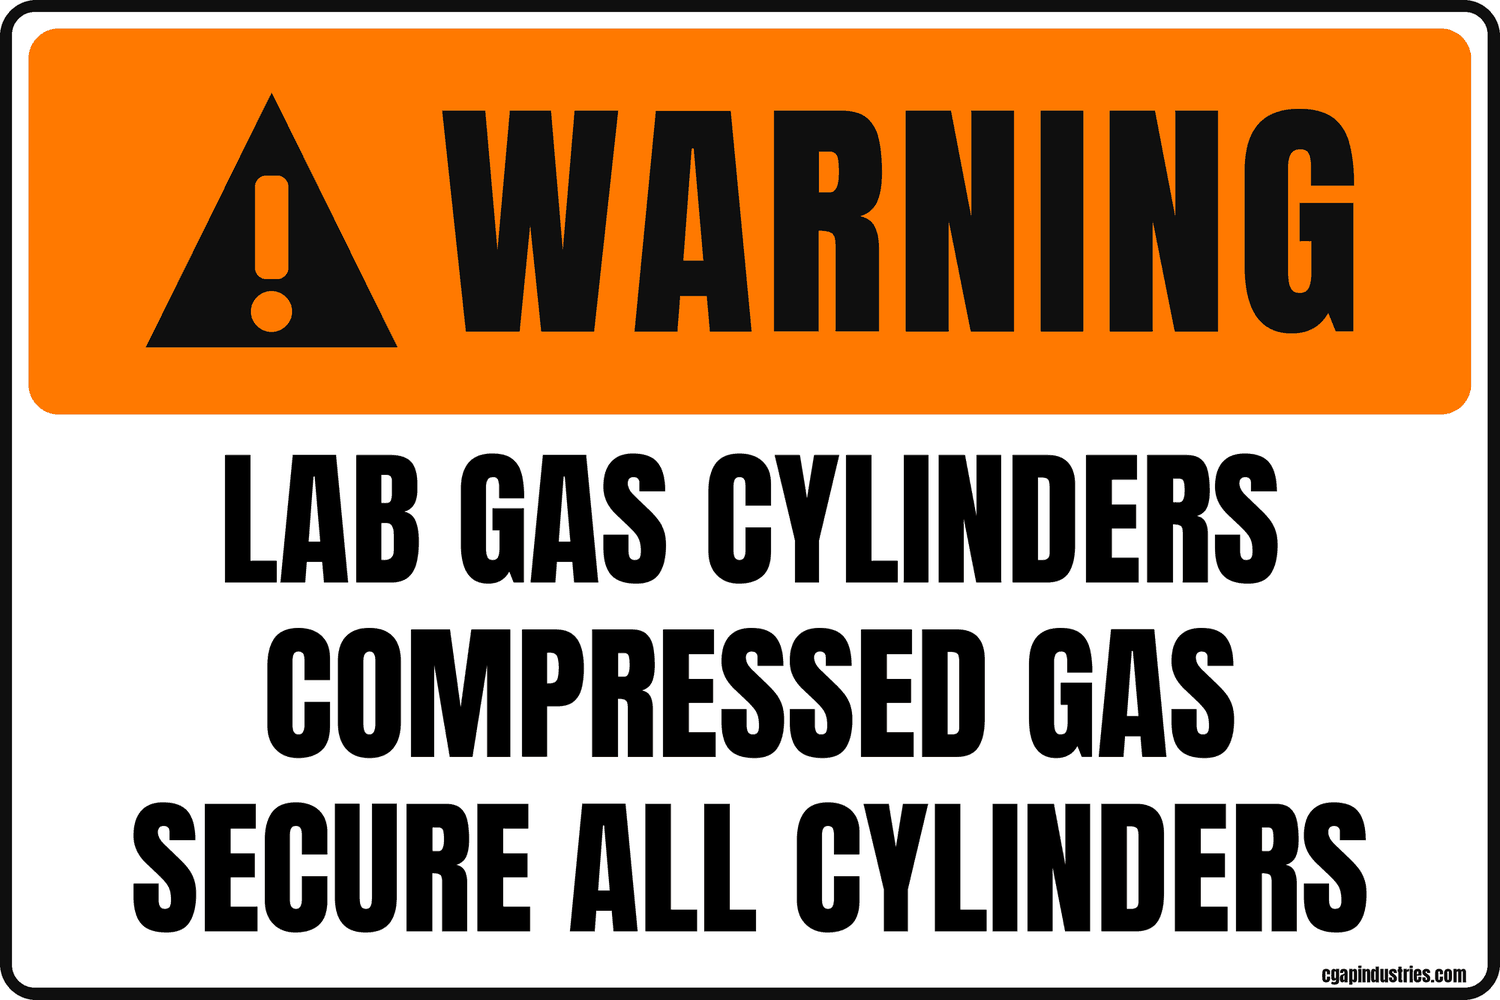 WARNING
LAB GAS CYLINDERS
COMPRESSED GAS
SECURE ALL CYLINDERS
cgapindustries.com